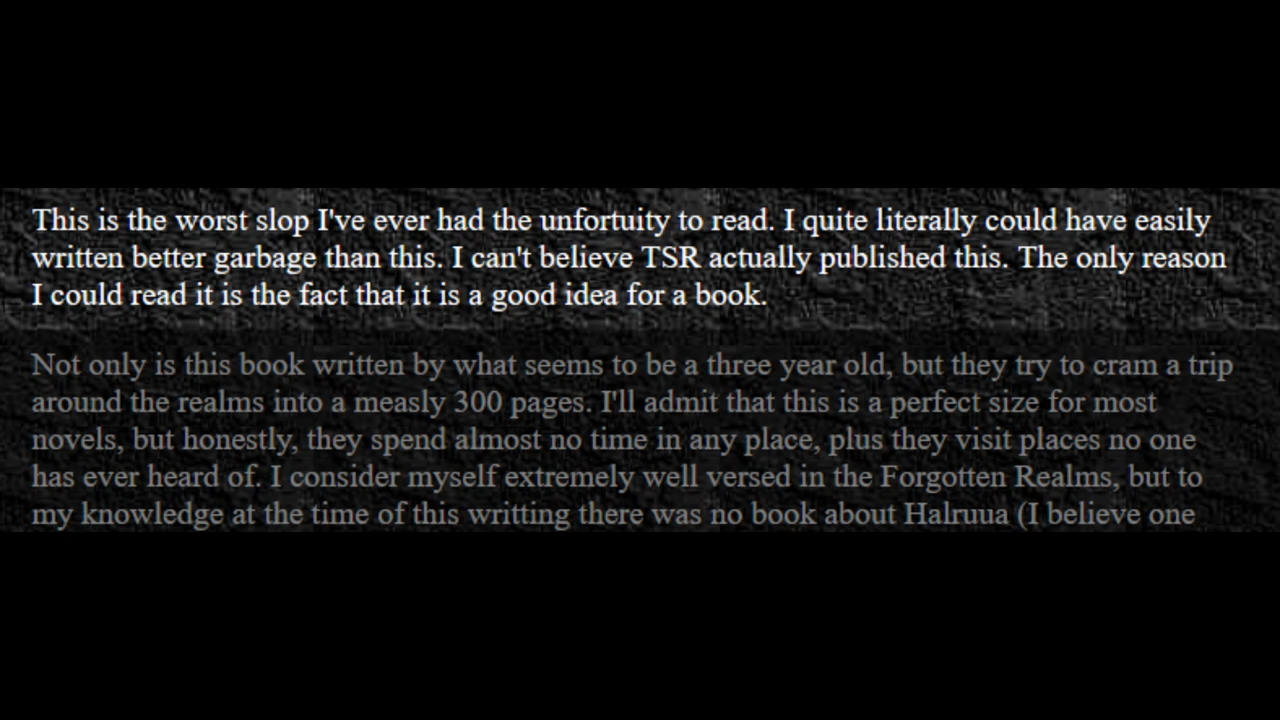 This is the worst slop I've ever had the unfortuity to read. I quite literally could have easily
written better garbage than this. I can't believe TSR actually published this. The only reason
I could read it is the fact that it is a good idea for a book.
Not only is this book written by what seems to be a three year old, but they try to cram a trip
around the realms into a measly 300 pages. I'll admit that this is a perfect size for most
novels, but honestly, they spend almost no time in any place, plus they visit places no one
has ever heard of. I consider myself extremely well versed in the Forgotten Realms, but to
my knowledge at the time of this writting there was no book about Halruua (I believe one